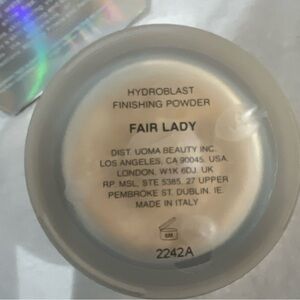 HYDROBLAST
FINISHING POWDER
FAIR LADY
DIST. UOMA BEAUTY INC.
LOS ANGELES, CA 90045. USA.
LONDON, W1K 6DJ. UK
RP. MSL, STE 5385, 27 UPPER
PEMBROKE ST. DUBLIN. IE.
MADE IN ITALY
2242A